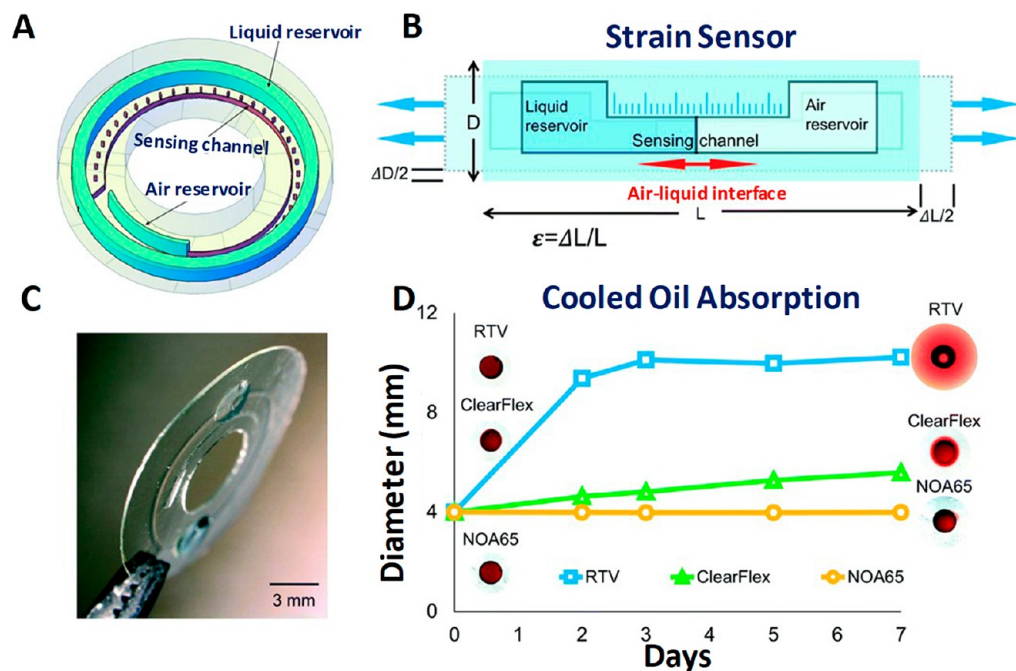 A
Liquid reservoir
Sensing channel
Air reservoir
B
Strain Sensor
D
Liquid
reservoir
Air
reservoir
Sensing channel
ΔD/2
Air-liquid interface
L
ΔL/2
ε=ΔL/L
C
3 mm
D
Cooled Oil Absorption
Diameter (mm)
12
8
4
0
RTV
ClearFlex
NOA65
RTV
ClearFlex
NOA65
RTV
ClearFlex
NOA65
0 1 2 3 4 5 6 7
Days